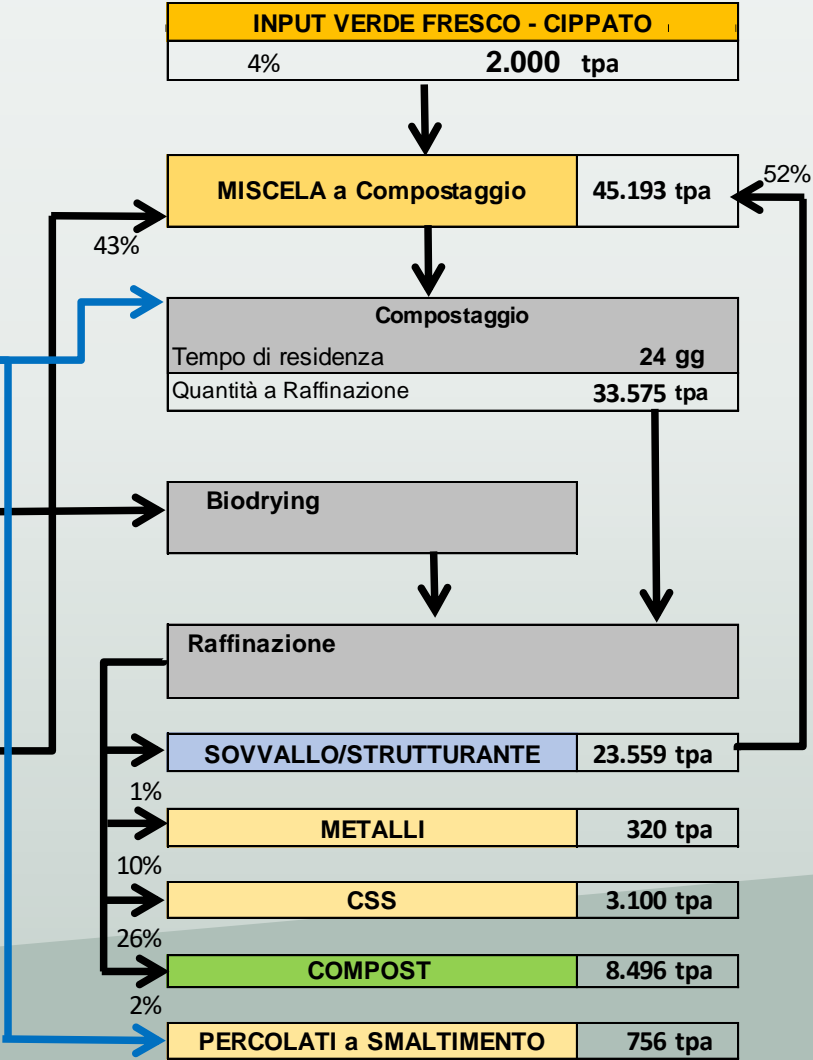 INPUT VERDE FRESCO - CIPPATO
4% 2.000 tpa
MISCELA a Compostaggio 45.193 tpa
52%
43%
Compostaggio
Tempo di residenza 24 gg
Quantità a Raffinazione 33.575 tpa
Biodrying
Raffinazione
SOVVALLO/STRUTTURANTE 23.559 tpa
1%
METALLI 320 tpa
10%
CSS 3.100 tpa
26%
COMPOST 8.496 tpa
2%
PERCOLATI a SMALTIMENTO 756 tpa